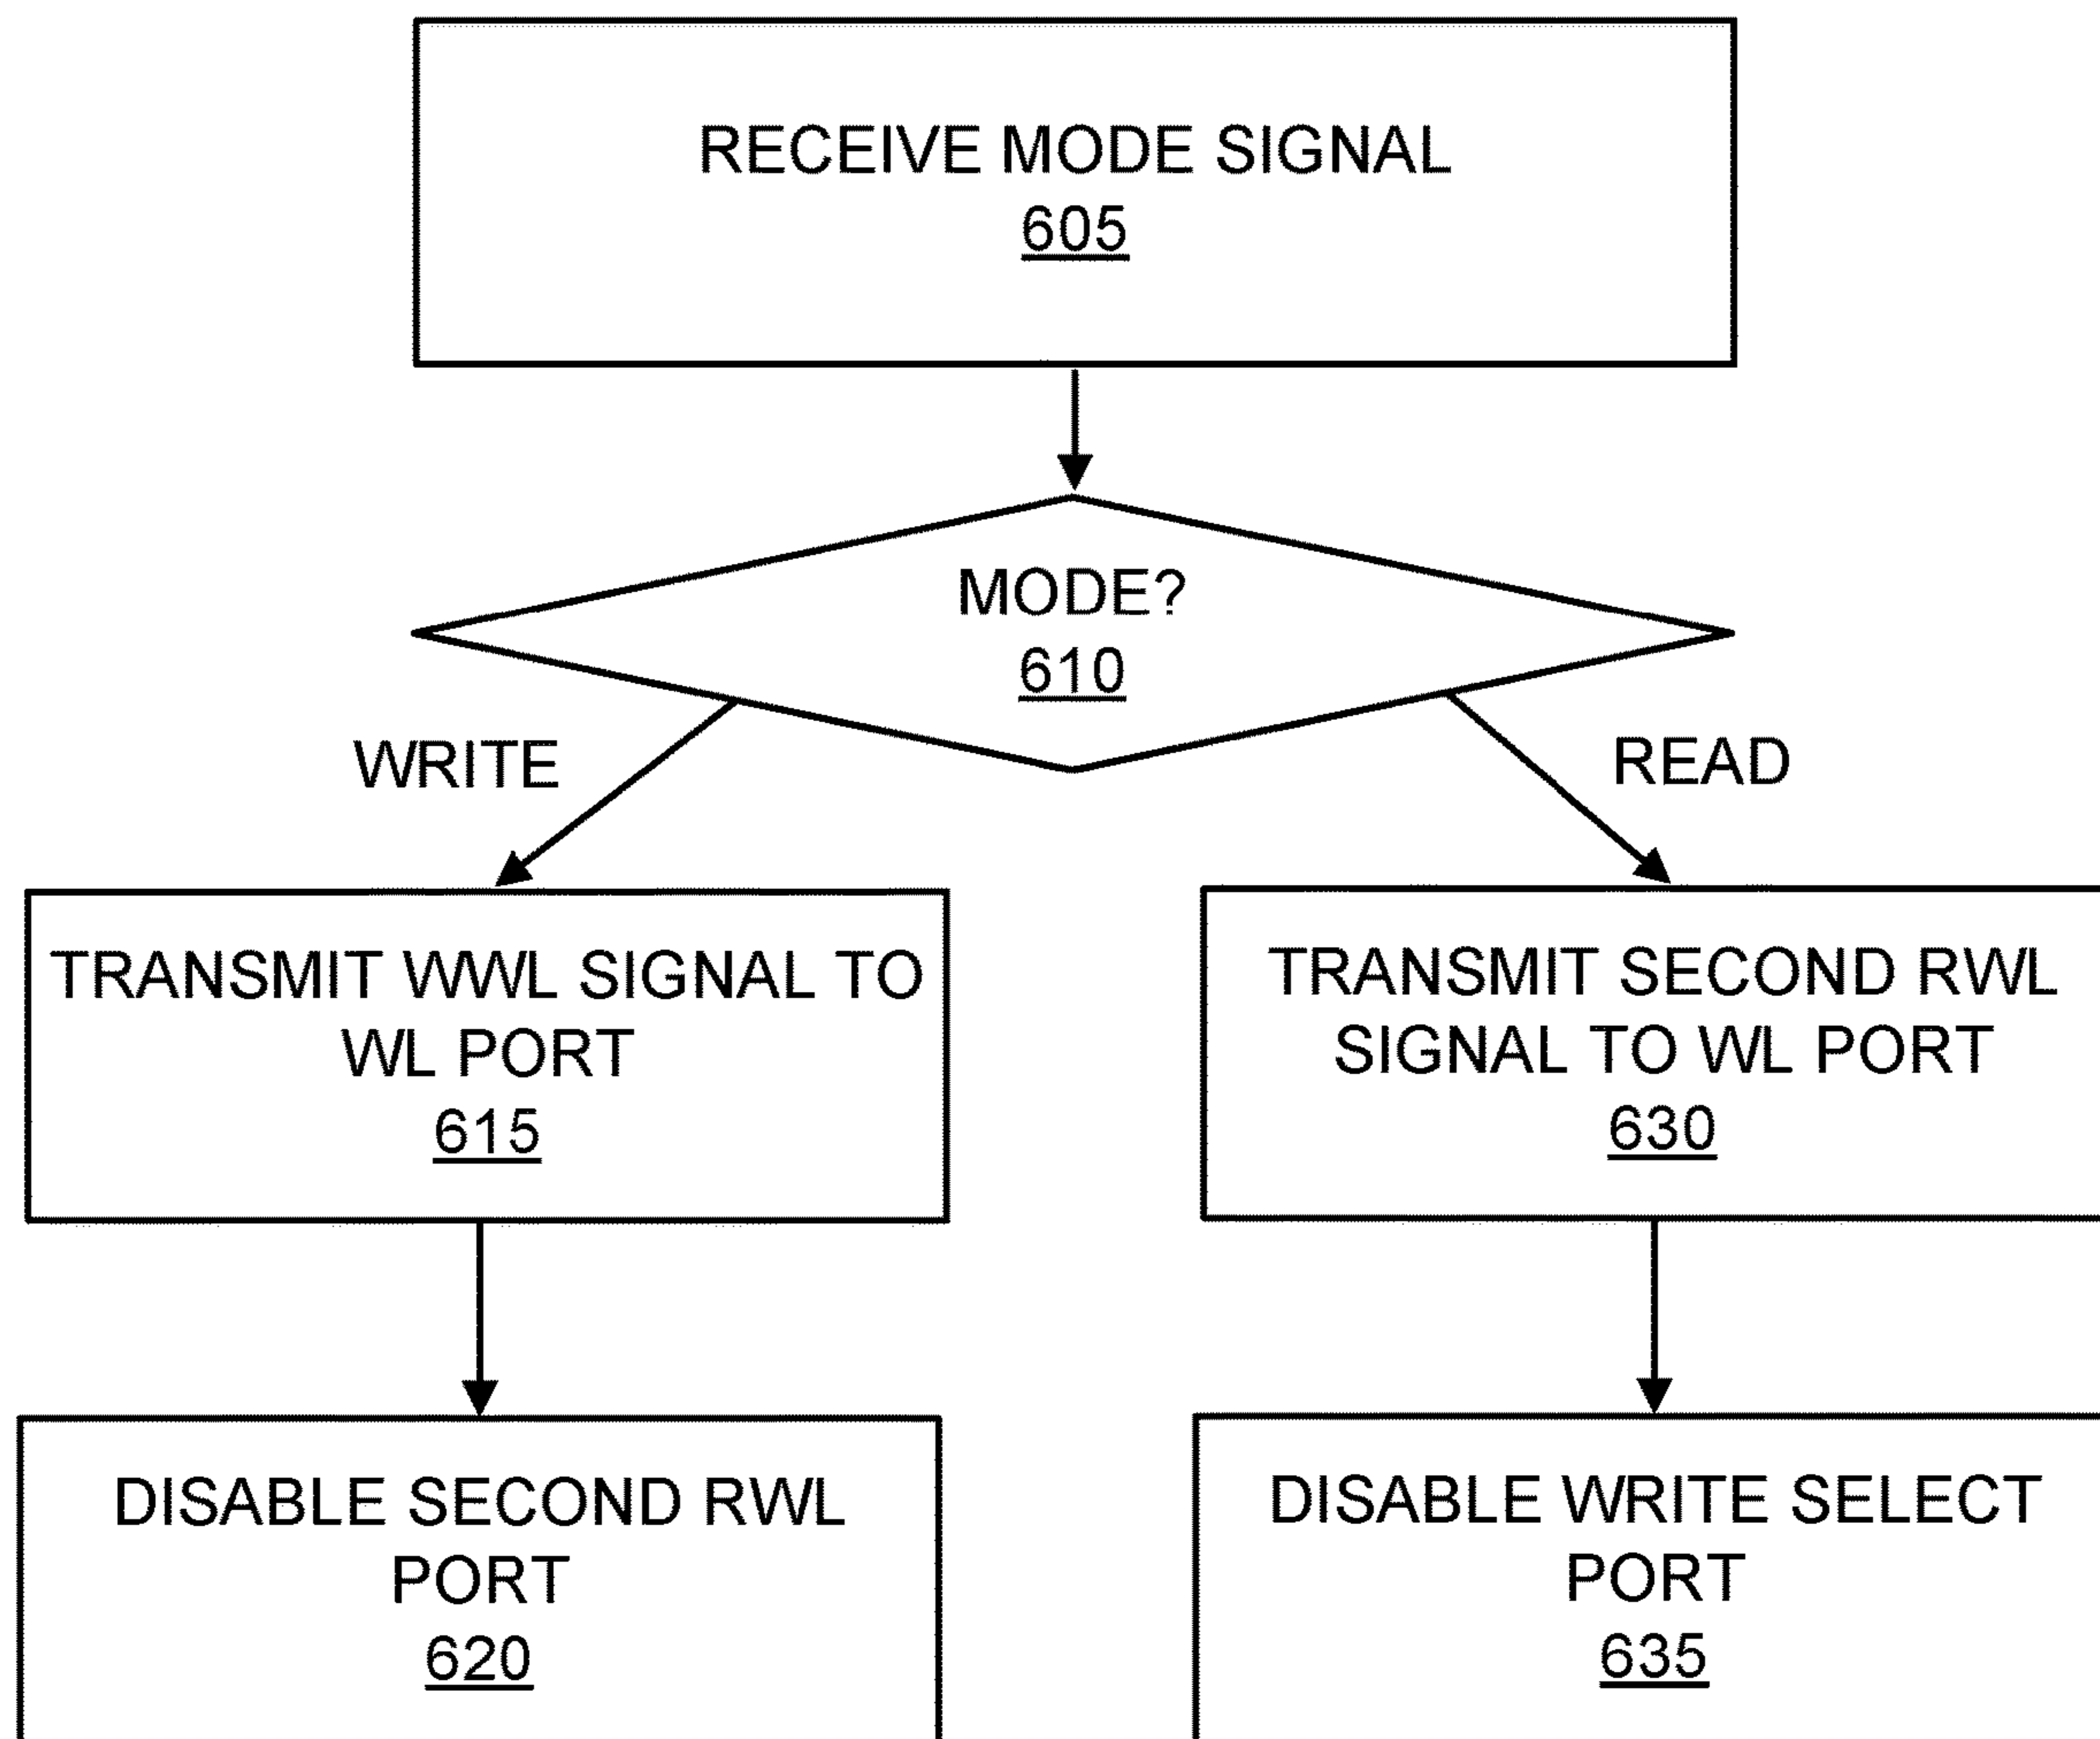 RECEIVE MODE SIGNAL
605
MODE?
610
WRITE
READ
TRANSMIT WWL SIGNAL TO
WL PORT
615
TRANSMIT SECOND RWL
SIGNAL TO WL PORT
630
DISABLE SECOND RWL
PORT
620
DISABLE WRITE SELECT
PORT
635